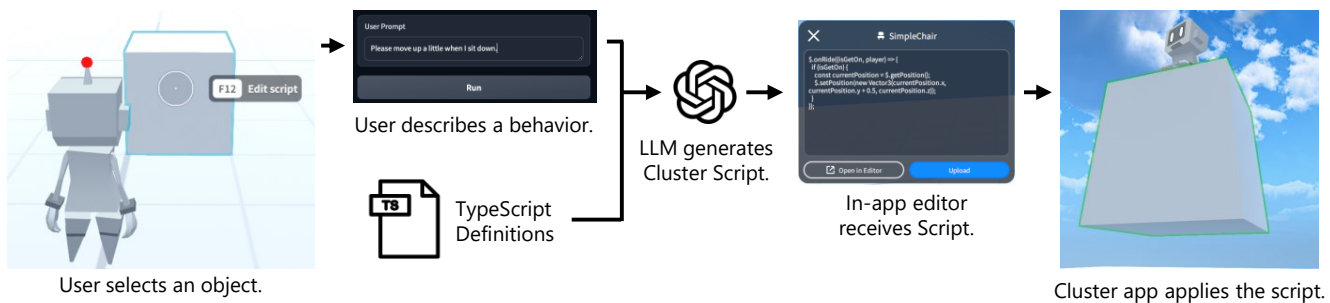 F12 Edit script
User selects an object.
User Prompt
Please move up a little when I sit down.
Run
User describes a behavior.
TS
TypeScript
Definitions
LLM generates
Cluster Script.
SimpleChair
$.onRide((isGetOn, player) => {
if (isGetOn) {
const currentPosition = $.getPosition();
$.setPosition(new Vector3(currentPosition.x,
currentPosition.y + 0.5, currentPosition.z));
}
});
Open in Editor
Upload
In-app editor
receives Script.
Cluster app applies the script.